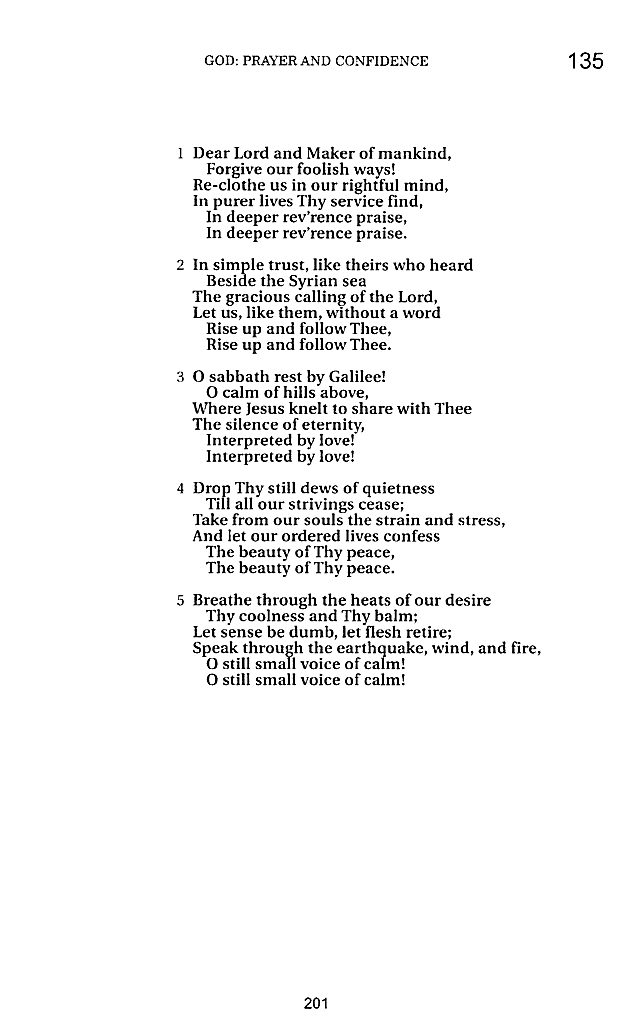 GOD: PRAYER AND CONFIDENCE 135
1 Dear Lord and Maker of mankind,
Forgive our foolish ways!
Re-clothe us in our rightful mind,
In purer lives Thy service find,
In deeper rev'rence praise,
In deeper rev'rence praise.
2 In simple trust, like theirs who heard
Beside the Syrian sea
The gracious calling of the Lord,
Let us, like them, without a word
Rise up and follow Thee,
Rise up and follow Thee.
3 O sabbath rest by Galilee!
O calm of hills above,
Where Jesus knelt to share with Thee
The silence of eternity,
Interpreted by love!
Interpreted by love!
4 Drop Thy still dews of quietness
Till all our strivings cease;
Take from our souls the strain and stress,
And let our ordered lives confess
The beauty of Thy peace,
The beauty of Thy peace.
5 Breathe through the heats of our desire
Thy coolness and Thy balm;
Let sense be dumb, let flesh retire;
Speak through the earthquake, wind, and fire,
O still small voice of calm!
O still small voice of calm!
201